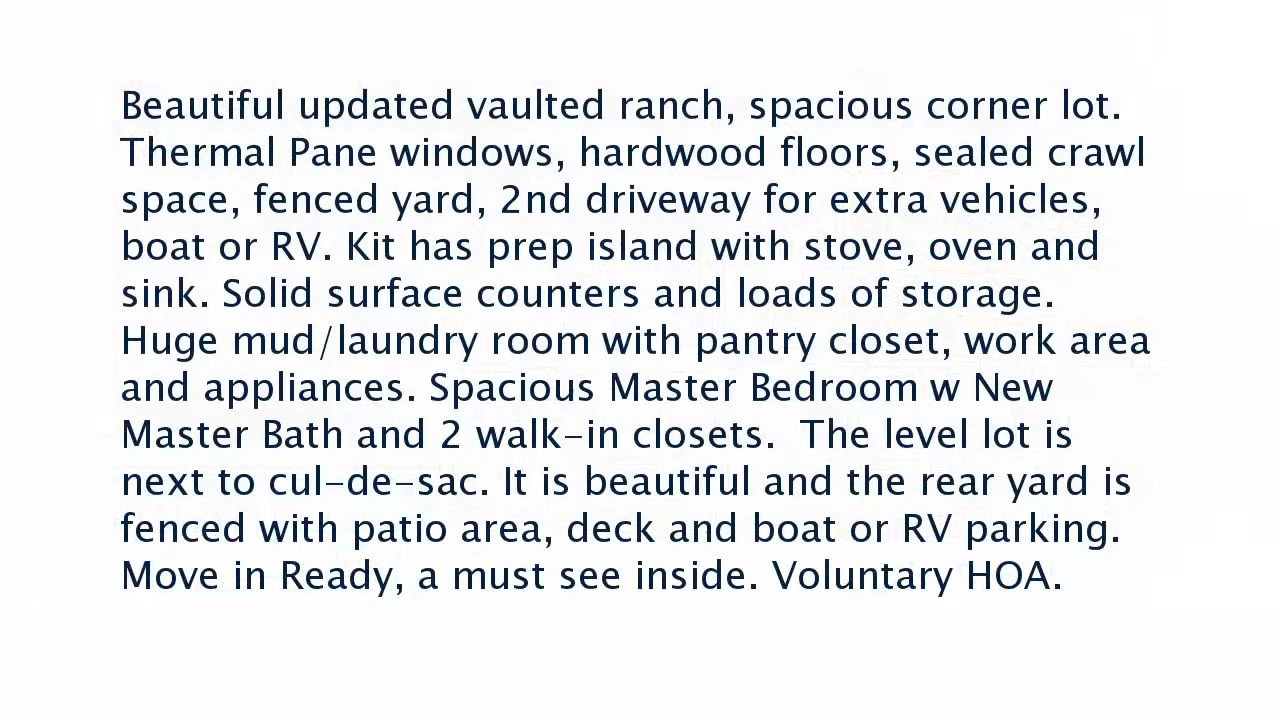 Beautiful updated vaulted ranch, spacious corner lot.
Thermal Pane windows, hardwood floors, sealed crawl
space, fenced yard, 2nd driveway for extra vehicles,
boat or RV. Kit has prep island with stove, oven and
sink. Solid surface counters and loads of storage.
Huge mud/laundry room with pantry closet, work area
and appliances. Spacious Master Bedroom w New
Master Bath and 2 walk-in closets.  The level lot is
next to cul-de-sac. It is beautiful and the rear yard is
fenced with patio area, deck and boat or RV parking.
Move in Ready, a must see inside. Voluntary HOA.